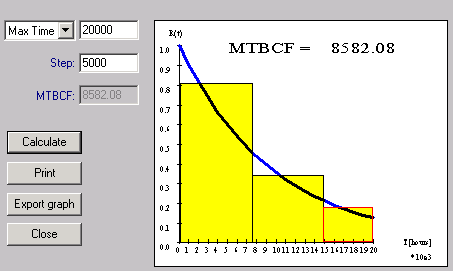 Max Time 20000
Step: 5000
MTBCF: 8582.08
Calculate
Print
Export graph
Close
R(t)
MTBCF = 8582.08
1.0
0.9
0.8
0.7
0.6
0.5
0.4
0.3
0.2
0.1
0.0
0 1 2 3 4 5 6 7 8 9 10 11 12 13 14 15 16 17 18 19 20
T[hours]
*10^3